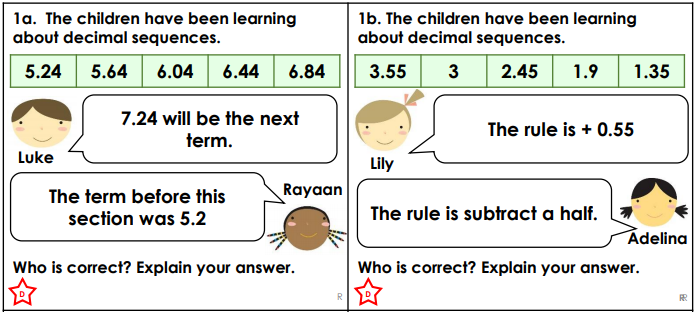 1a. The children have been learning
about decimal sequences.
5.24 5.64 6.04 6.44 6.84
7.24 will be the next
term.
Luke
Rayaan
The term before this
section was 5.2
Who is correct? Explain your answer.
D
R
1b. The children have been learning
about decimal sequences.
3.55 3 2.45 1.9 1.35
The rule is + 0.55
Lily
The rule is subtract a half.
Adelina
Who is correct? Explain your answer.
D